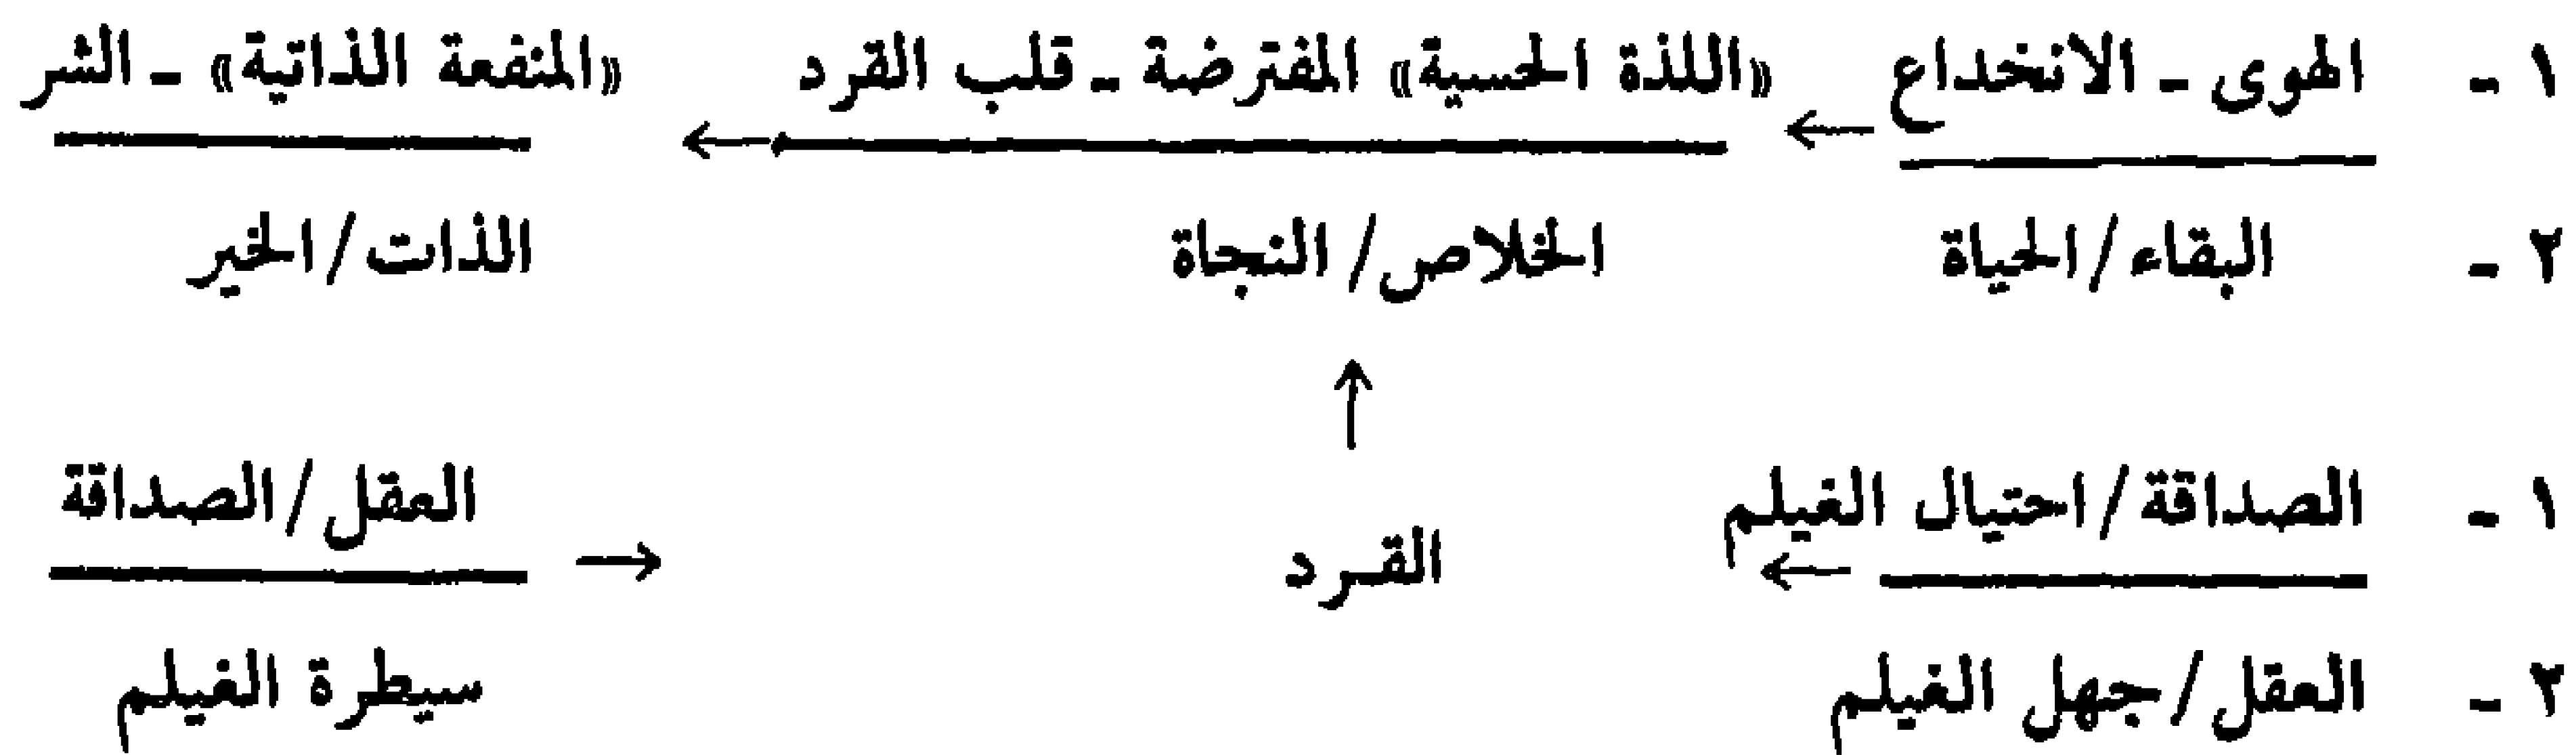 ١ - الهوى - الانخداع ← «اللذة الحسية» المفترضة - قلب القرد ← «المنفعة الذاتية» - الشر
٢ - البقاء/الحياة الخلاص/النجاة الذات/الخير
↑
١ - الصداقة/احتيال الغيلم ← القرد → العقل/الصداقة
٢ - العقل/جهل الغيلم سيطرة الغيلم